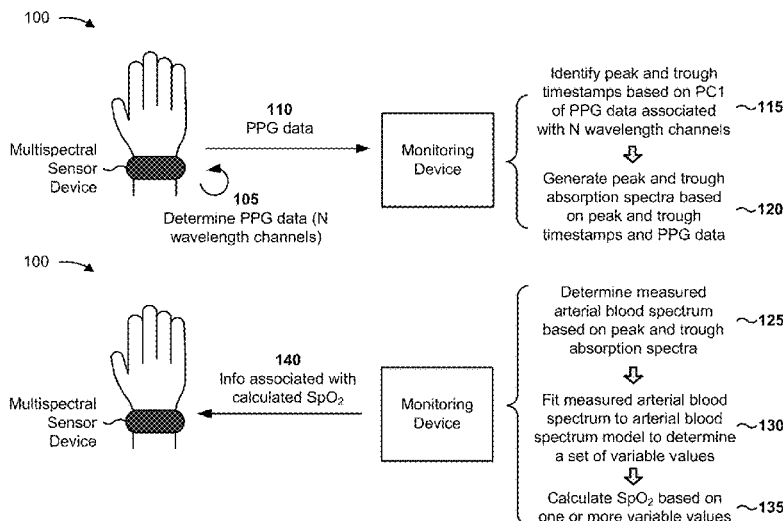 100
110
PPG data
Multispectral
Sensor
Device
105
Determine PPG data (N
wavelength channels)
Monitoring
Device
Identify peak and trough
timestamps based on PC1
of PPG data associated
with N wavelength channels
115
Generate peak and trough
absorption spectra based
on peak and trough
timestamps and PPG data
120
100
140
Info associated with
calculated SpO₂
Multispectral
Sensor
Device
Monitoring
Device
Determine measured
arterial blood spectrum
based on peak and trough
absorption spectra
125
Fit measured arterial blood
spectrum to arterial blood
spectrum model to determine
a set of variable values
130
Calculate SpO₂ based on
one or more variable values
135